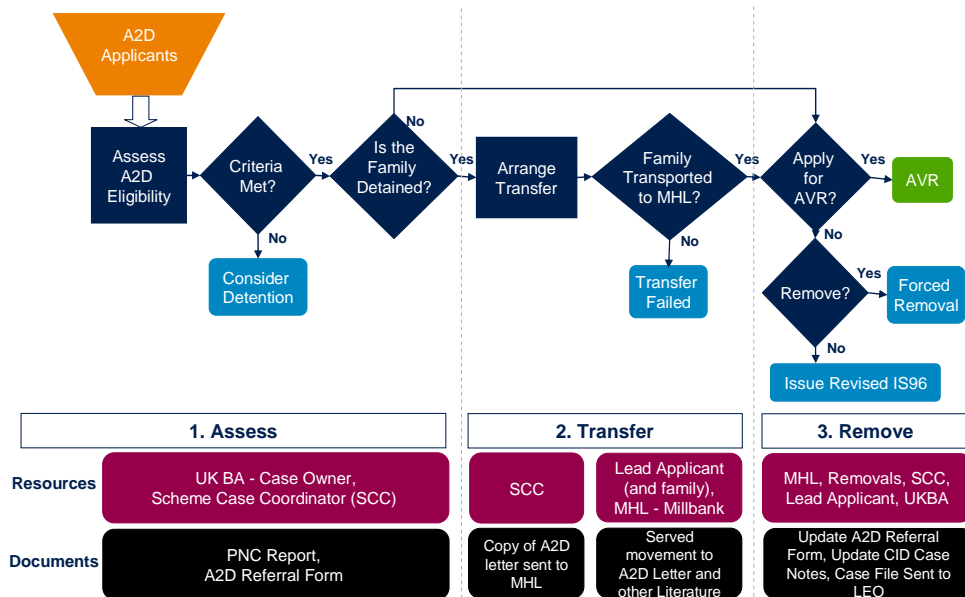 A2D
Applicants
Assess
A2D
Eligibility
Criteria
Met?
Yes
No
Consider
Detention
Is the
Family
Detained?
No
Yes
Arrange
Transfer
Family
Transported
to MHL?
Yes
No
Transfer
Failed
Apply
for
AVR?
Yes
AVR
No
Remove?
Yes
Forced
Removal
No
Issue Revised IS96
1. Assess
2. Transfer
3. Remove
Resources
UK BA - Case Owner,
Scheme Case Coordinator (SCC)
SCC
Lead Applicant
(and family),
MHL - Millbank
MHL, Removals, SCC,
Lead Applicant, UKBA
Documents
PNC Report,
A2D Referral Form
Copy of A2D
letter sent to
MHL
Served
movement to
A2D Letter and
other Literature
Update A2D Referral
Form, Update CID Case
Notes, Case File Sent to
LEO